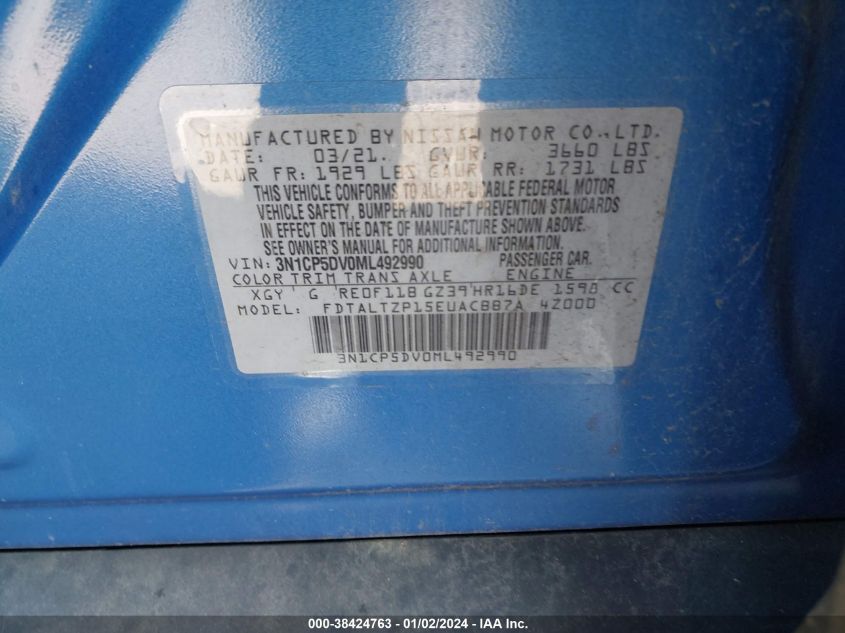 MANUFACTURED BY NISSAN MOTOR CO., LTD.
DATE: 03/21. GVWR: 3660 LBS
GAWR FR: 1929 LBS GAWR RR: 1731 LBS
THIS VEHICLE CONFORMS TO ALL APPLICABLE FEDERAL MOTOR
VEHICLE SAFETY, BUMPER AND THEFT PREVENTION STANDARDS
IN EFFECT ON THE DATE OF MANUFACTURE SHOWN ABOVE.
SEE OWNER'S MANUAL FOR ADDITIONAL INFORMATION.
VIN: 3N1CP5DV0ML492990 PASSENGER CAR.
COLOR TRIM TRANS AXLE ENGINE
XGY G RE0F11B GZ39 HR16DE 1598 CC
MODEL: FDTALTZP15EUACBB7A 4Z00D
3N1CP5DV0ML492990
000-38424763 - 01/02/2024 - IAA Inc.